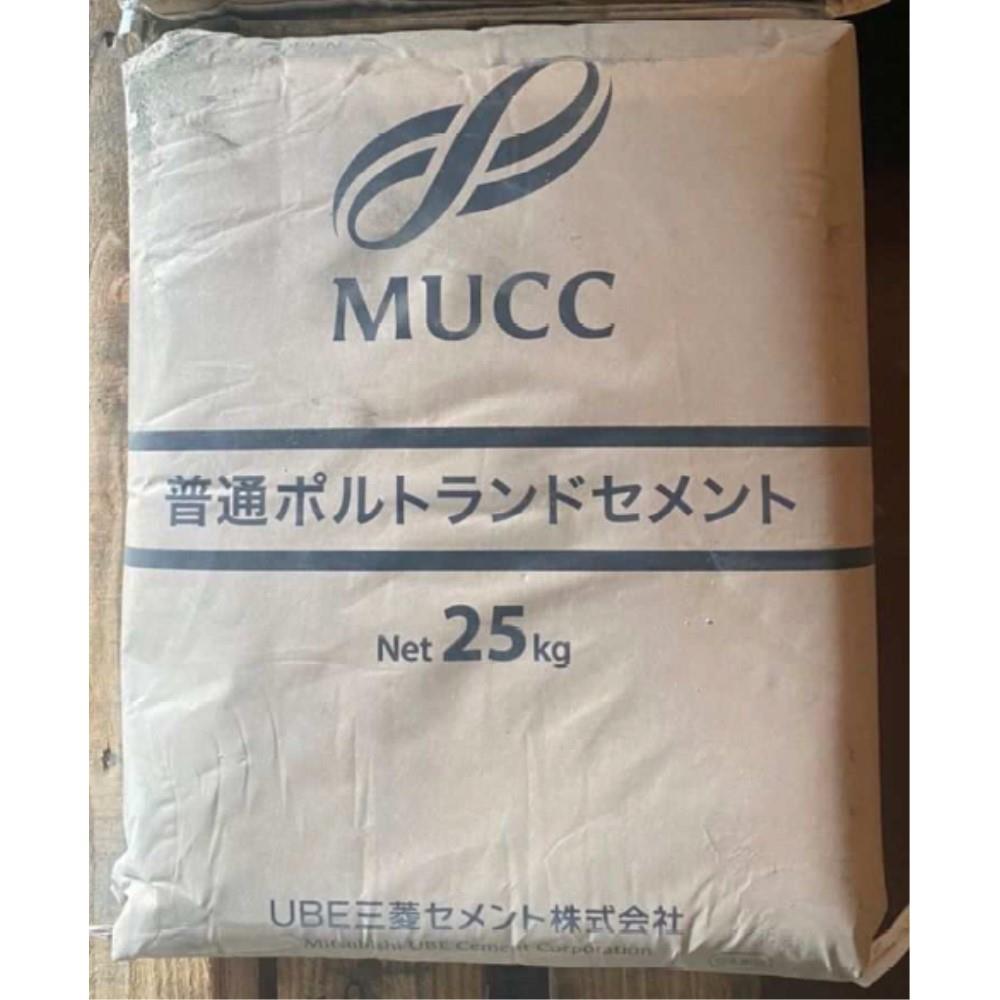 MUCC
普通ポルトランドセメント
Net 25kg
UBE三菱セメント株式会社
Mitsubishi UBE Cement Corporation